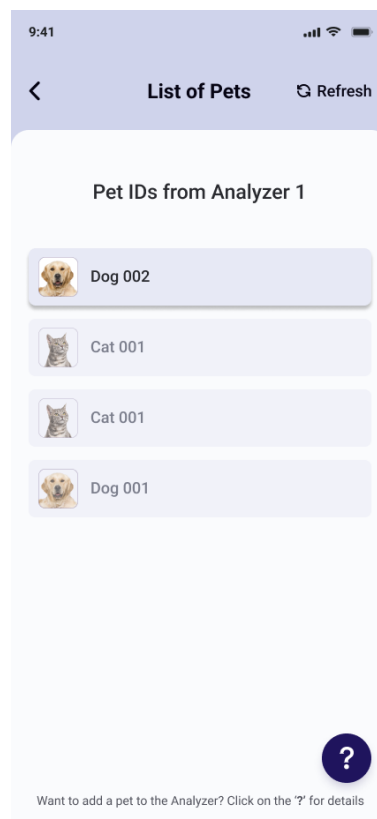 9:41
List of Pets
Refresh
Pet IDs from Analyzer 1
Dog 002
Cat 001
Cat 001
Dog 001
?
Want to add a pet to the Analyzer? Click on the ‘?’ for details